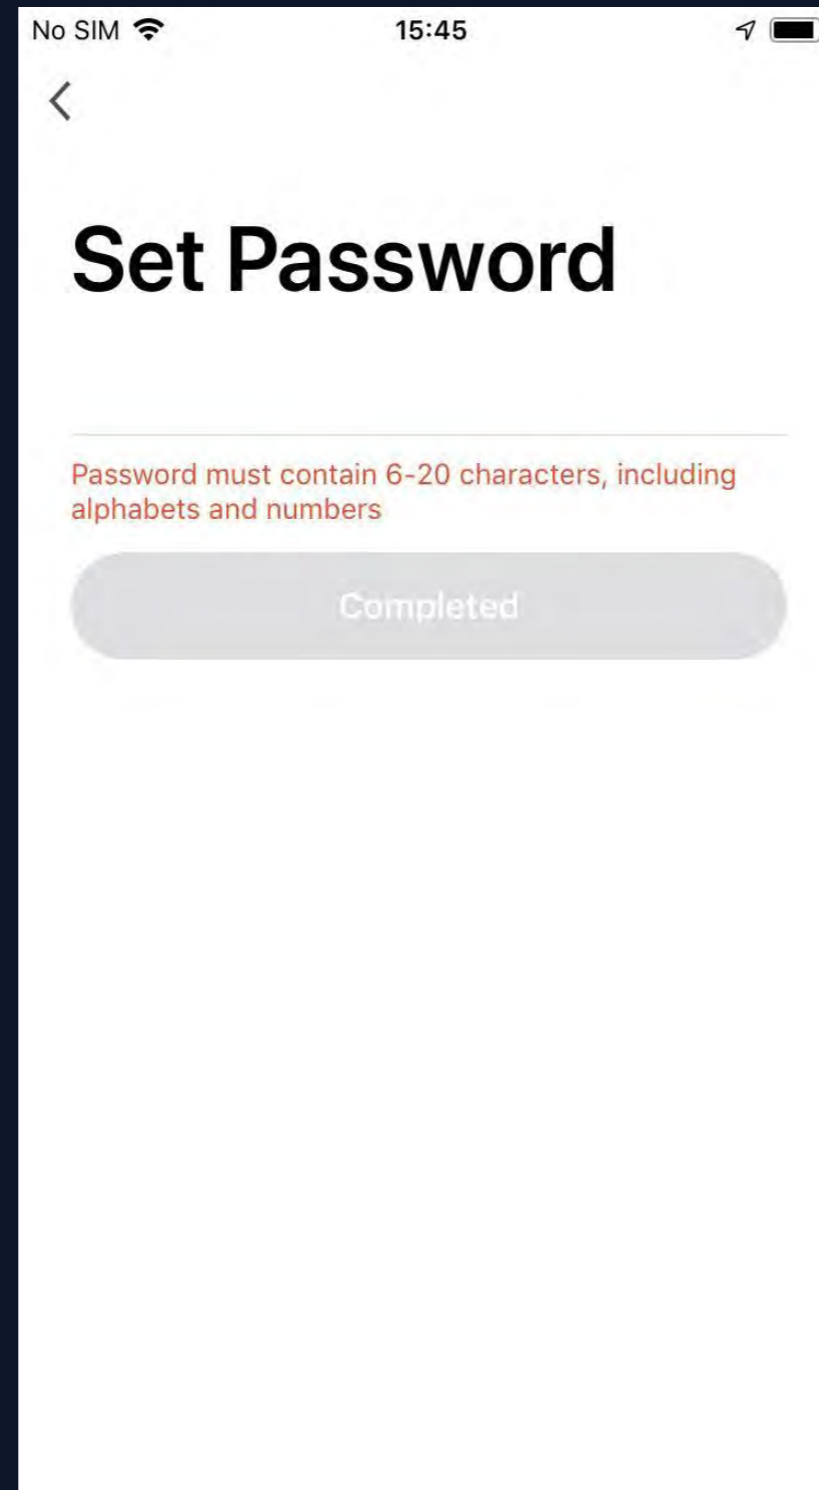 No SIM 15:45
Set Password
Password must contain 6-20 characters, including
alphabets and numbers
Completed